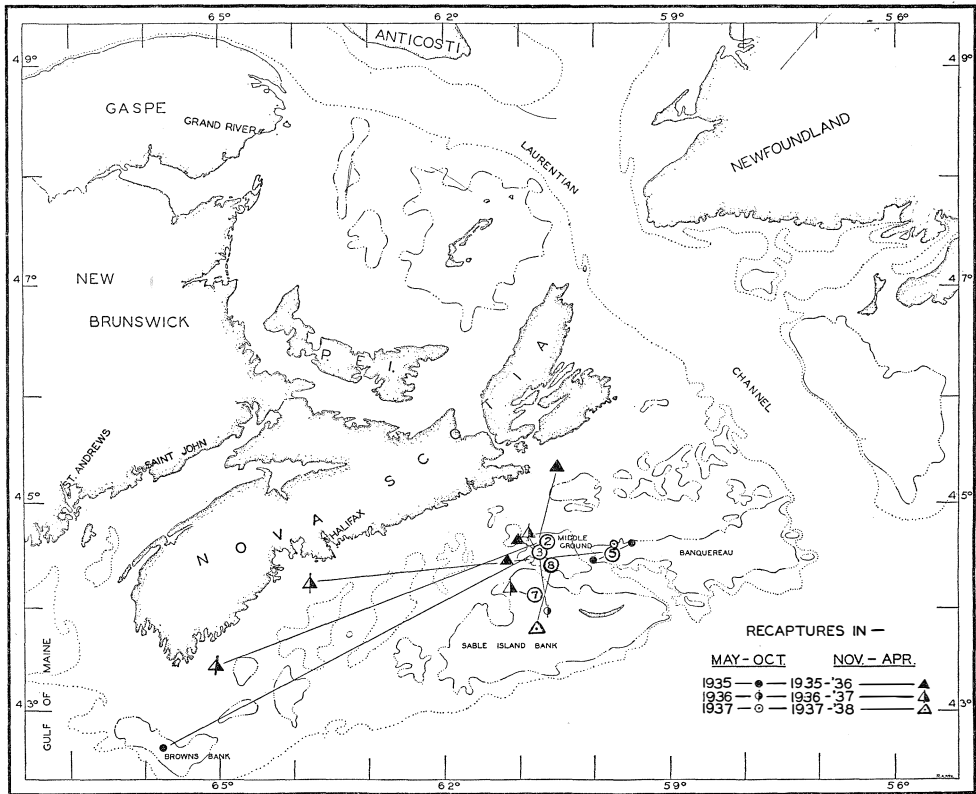 65° 62° 59° 56°
ANTICOSTI
49° 49°
GASPE
GRAND RIVER
LAURENTIAN
NEWFOUNDLAND
47° 47°
NEW
BRUNSWICK
P. E. I.
CHANNEL
ST. ANDREWS
SAINT JOHN
NOVA SCOTIA
HALIFAX
45° 45°
MIDDLE
GROUND
BANQUEREAU
2
3
5
8
7
SABLE ISLAND BANK
GULF OF MAINE
RECAPTURES IN —
MAY-OCT. NOV.-APR.
1935 1935-'36
1936 1936-'37
1937 1937-'38
43° 43°
BROWNS BANK
65° 62° 59° 56°